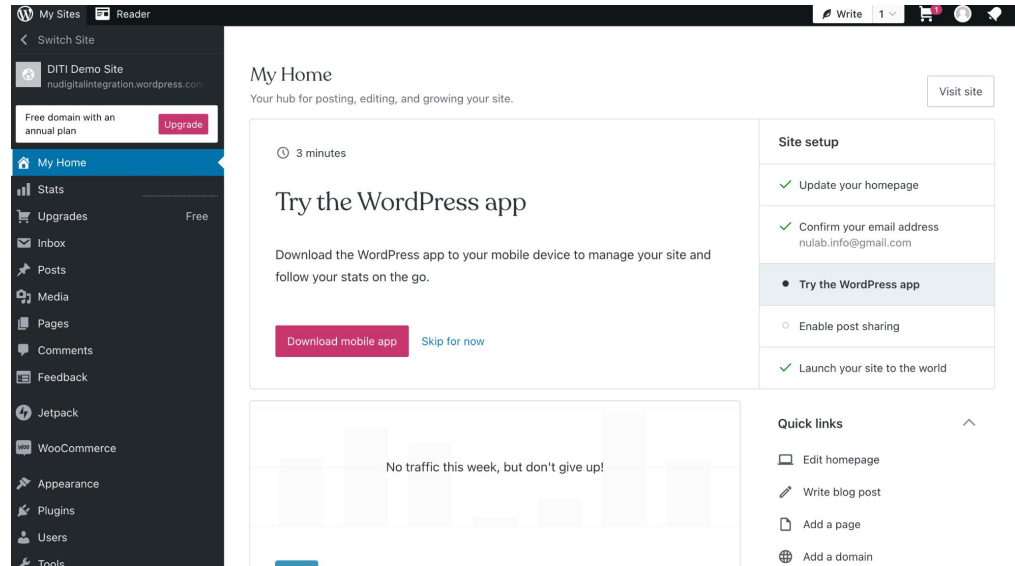 My Sites
Reader
Write
1
1
Switch Site
DITI Demo Site
nudigitalintegration.wordpress.com
Free domain with an
annual plan
Upgrade
My Home
Stats
Upgrades
Free
Inbox
Posts
Media
Pages
Comments
Feedback
Jetpack
WOO
WooCommerce
Appearance
Plugins
Users
Tools
My Home
Your hub for posting, editing, and growing your site.
Visit site
3 minutes
Try the WordPress app
Download the WordPress app to your mobile device to manage your site and
follow your stats on the go.
Download mobile app
Skip for now
Site setup
Update your homepage
Confirm your email address
nulab.info@gmail.com
Try the WordPress app
Enable post sharing
Launch your site to the world
No traffic this week, but don't give up!
Quick links
Edit homepage
Write blog post
Add a page
Add a domain